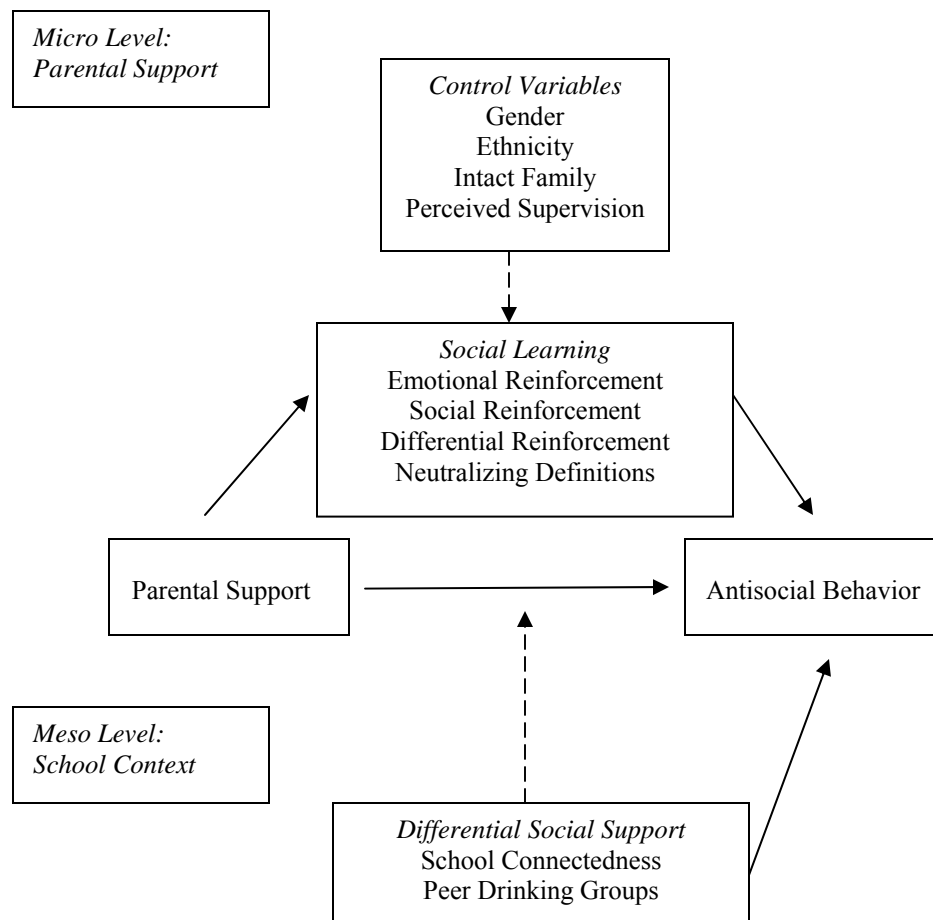 Micro Level:
Parental Support
Control Variables
Gender
Ethnicity
Intact Family
Perceived Supervision
Social Learning
Emotional Reinforcement
Social Reinforcement
Differential Reinforcement
Neutralizing Definitions
Parental Support
Antisocial Behavior
Meso Level:
School Context
Differential Social Support
School Connectedness
Peer Drinking Groups